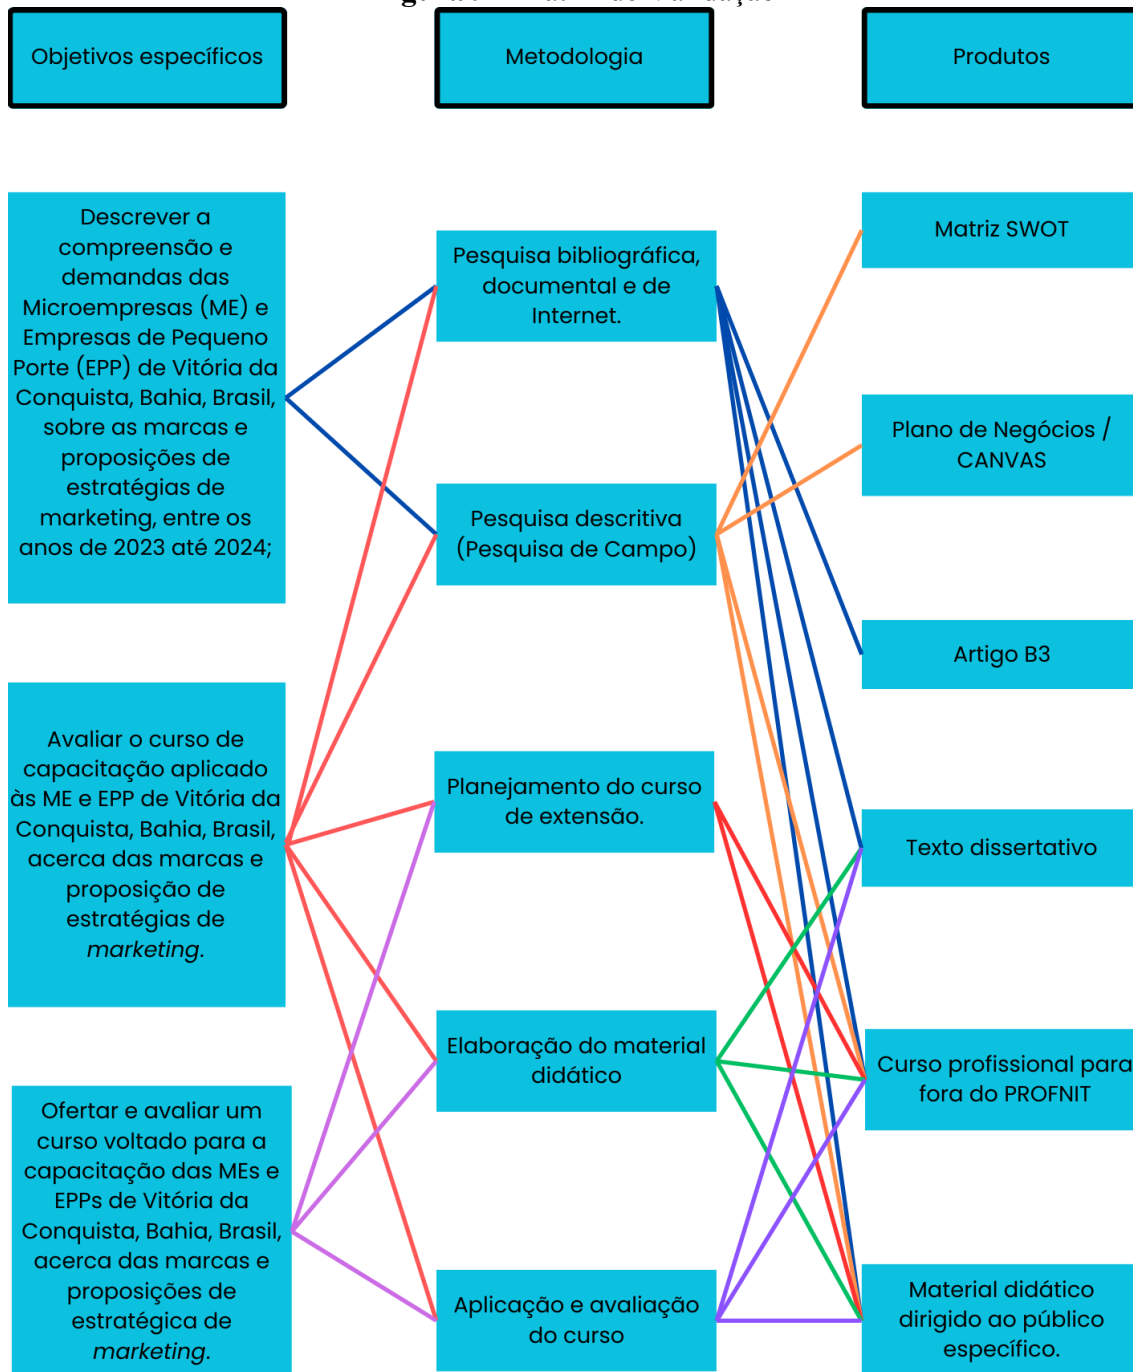 Objetivos específicos
Metodologia
Produtos
Descrever a
compreensão e
demandas das
Microempresas (ME) e
Empresas de Pequeno
Porte (EPP) de Vitória da
Conquista, Bahia, Brasil,
sobre as marcas e
proposições de
estratégias de
marketing, entre os
anos de 2023 até 2024;
Avaliar o curso de
capacitação aplicado
às ME e EPP de Vitória da
Conquista, Bahia, Brasil,
acerca das marcas e
proposição de
estratégias de
marketing.
Ofertar e avaliar um
curso voltado para a
capacitação das MEs e
EPPs de Vitória da
Conquista, Bahia, Brasil,
acerca das marcas e
proposições de
estratégica de
marketing.
Pesquisa bibliográfica,
documental e de
Internet.
Pesquisa descritiva
(Pesquisa de Campo)
Planejamento do curso
de extensão.
Elaboração do material
didático
Aplicação e avaliação
do curso
Matriz SWOT
Plano de Negócios /
CANVAS
Artigo B3
Texto dissertativo
Curso profissional para
fora do PROFNIT
Material didático
dirigido ao público
específico.